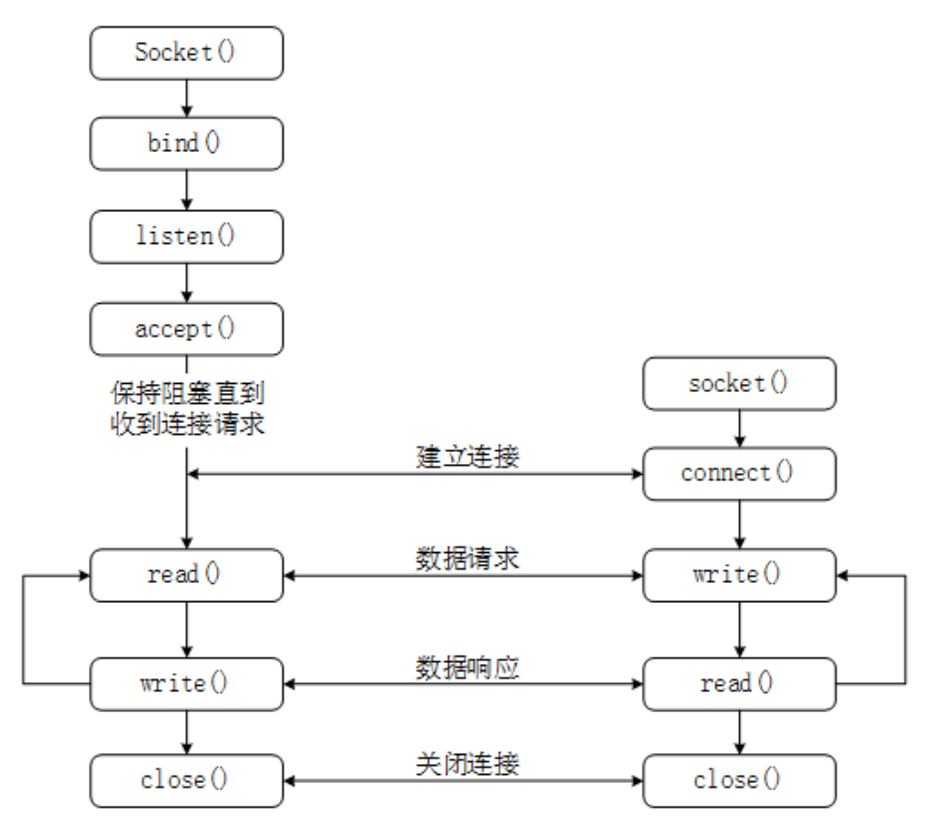 Socket()
bind()
listen()
accept()
保持阻塞直到
收到连接请求
socket()
建立连接
connect()
read()
数据请求
write()
write()
数据响应
read()
close()
关闭连接
close()